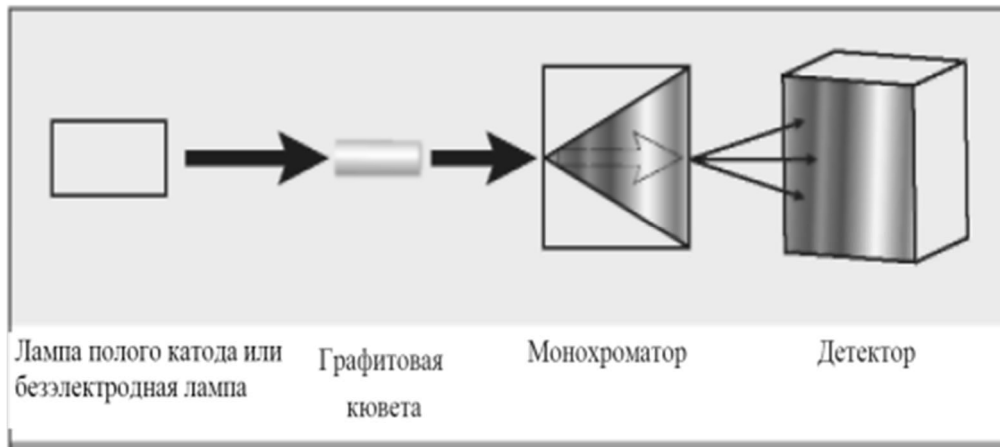 Лампа полого катода или
безэлектродная лампа
Графитовая
кювета
Монохроматор
Детектор